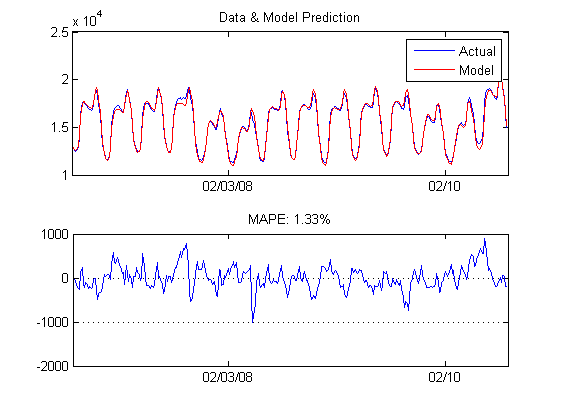 Data & Model Prediction
x 10^4
2.5
2
1.5
1
Actual
Model
02/03/08
02/10
MAPE: 1.33%
1000
0
-1000
-2000
02/03/08
02/10